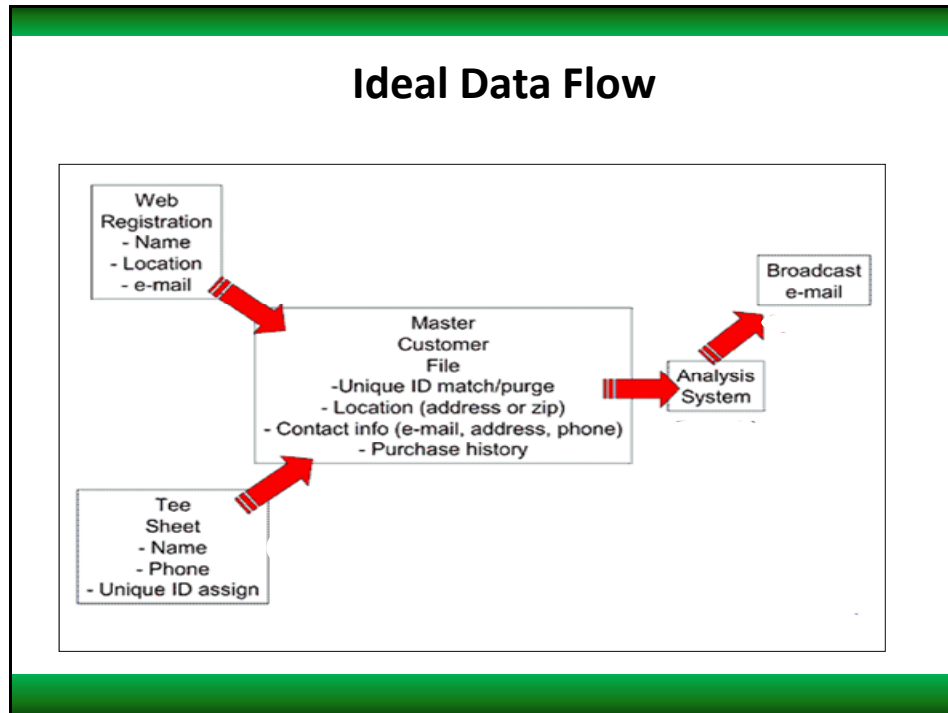 Ideal Data Flow
Web
Registration
- Name
- Location
- e-mail
Broadcast
e-mail
Master
Customer
File
-Unique ID match/purge
- Location (address or zip)
- Contact info (e-mail, address, phone)
- Purchase history
Analysis
System
Tee
Sheet
- Name
- Phone
- Unique ID assign